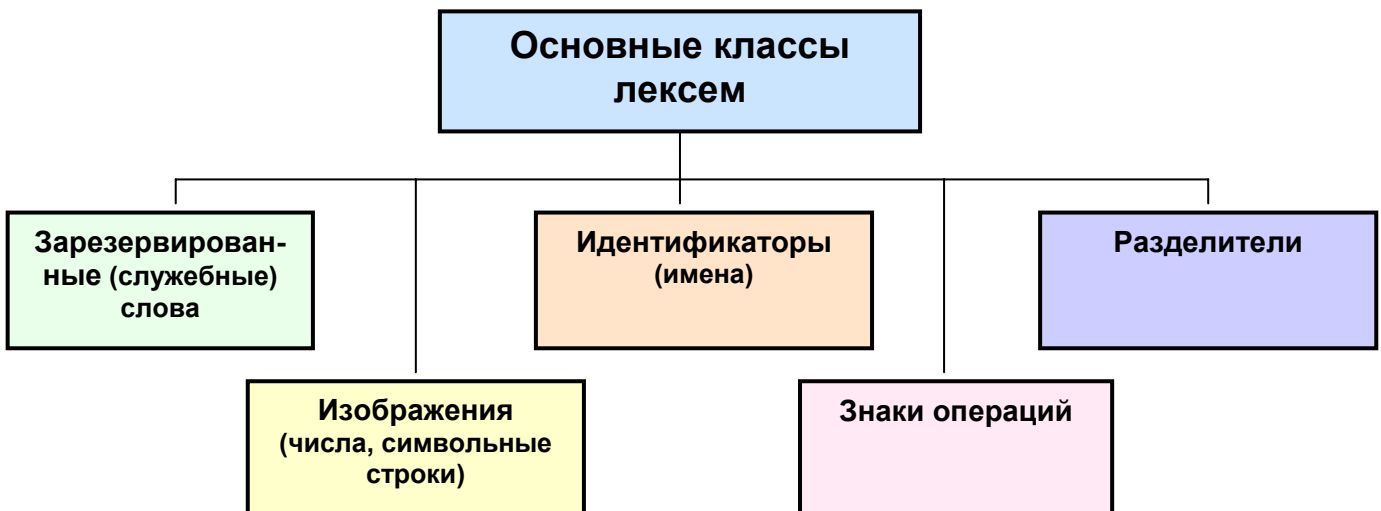 Основные классы
лексем
Зарезервирован-
ные (служебные)
слова
Идентификаторы
(имена)
Разделители
Изображения
(числа, символьные
строки)
Знаки операций